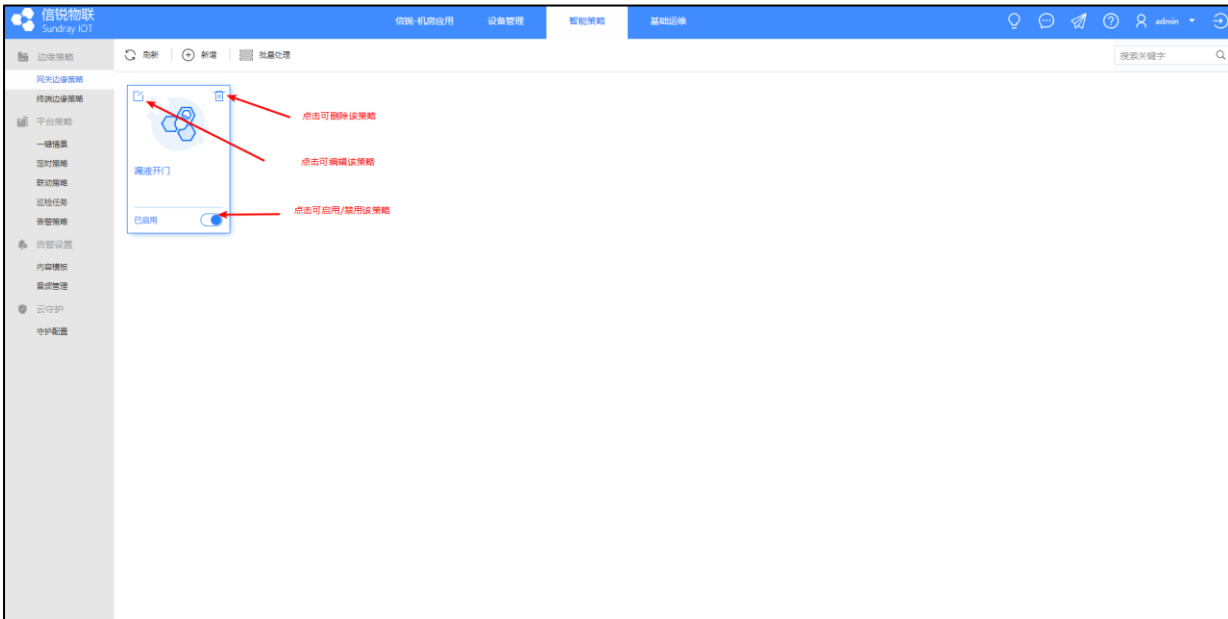 信锐物联
Sundray IOT
信锐-机房应用 设备管理 智能策略 基础运维
admin
边缘策略
网关边缘策略
终端边缘策略
平台策略
一键情景
定时策略
联动策略
巡检任务
告警策略
告警设置
内容模板
音频管理
云守护
守护配置
刷新 新增 批量处理
搜索关键字
漏液开门
已启用
点击可删除该策略
点击可编辑该策略
点击可启用/禁用该策略